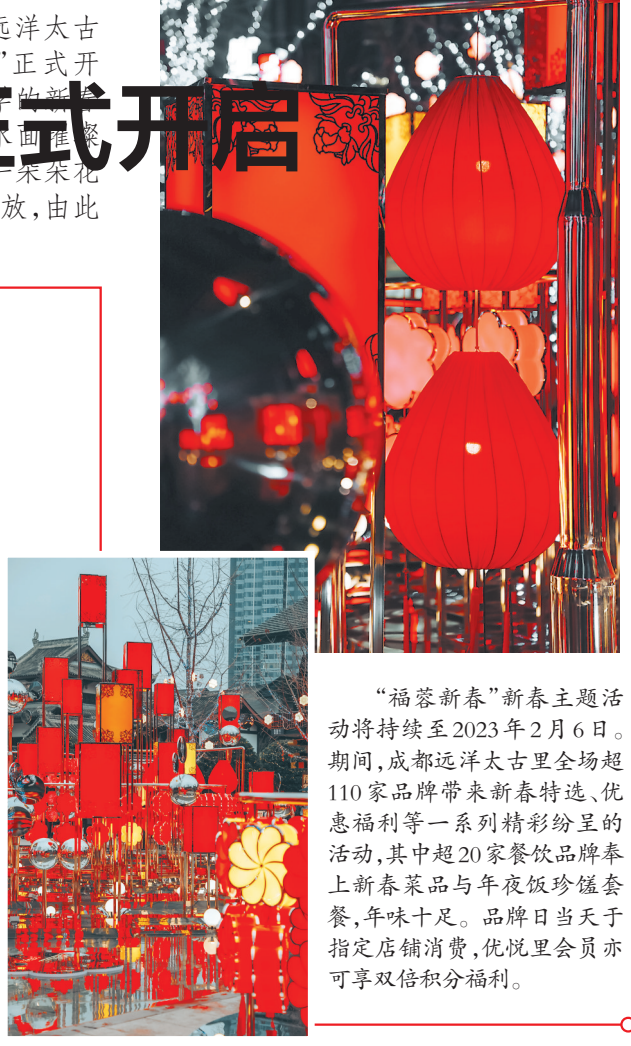 远洋太古
”正式开
式开启
放，由此
“福蓉新春”新春主题活
动将持续至2023年2月6日。
期间，成都远洋太古里全场超
110家品牌带来新春特选、优
惠福利等一系列精彩纷呈的
活动，其中超20家餐饮品牌奉
上新春菜品与年夜饭珍馐套
餐，年味十足。品牌日当天于
指定店铺消费，优悦里会员亦
可享双倍积分福利。